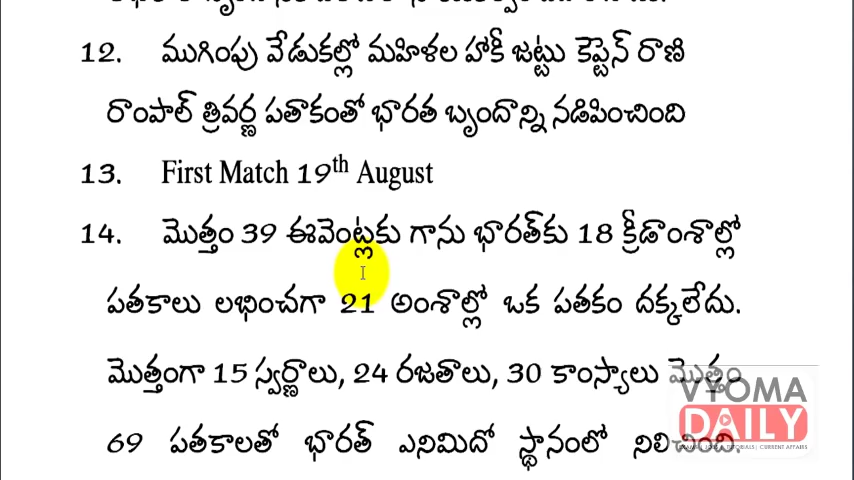 12. ముగింపు వేడుకల్లో మహిళల హాకీ జట్టు కెప్టెన్ రాణి
రాంపాల్ త్రివర్ణ పతాకంతో భారత బృందాన్ని నడిపించింది
13. First Match 19th August
14. మొత్తం 39 ఈవెంట్లకు గాను భారత్‌కు 18 క్రీడాంశాల్లో
పతకాలు లభించగా 21 అంశాల్లో ఒక పతకం దక్కలేదు.
మొత్తంగా 15 స్వర్ణాలు, 24 రజతాలు, 30 కాంస్యాలు మొత్తం
69 పతకాలతో భారత్ ఎనిమిదో స్థానంలో నిలిచింది.
VYOMA
DAILY